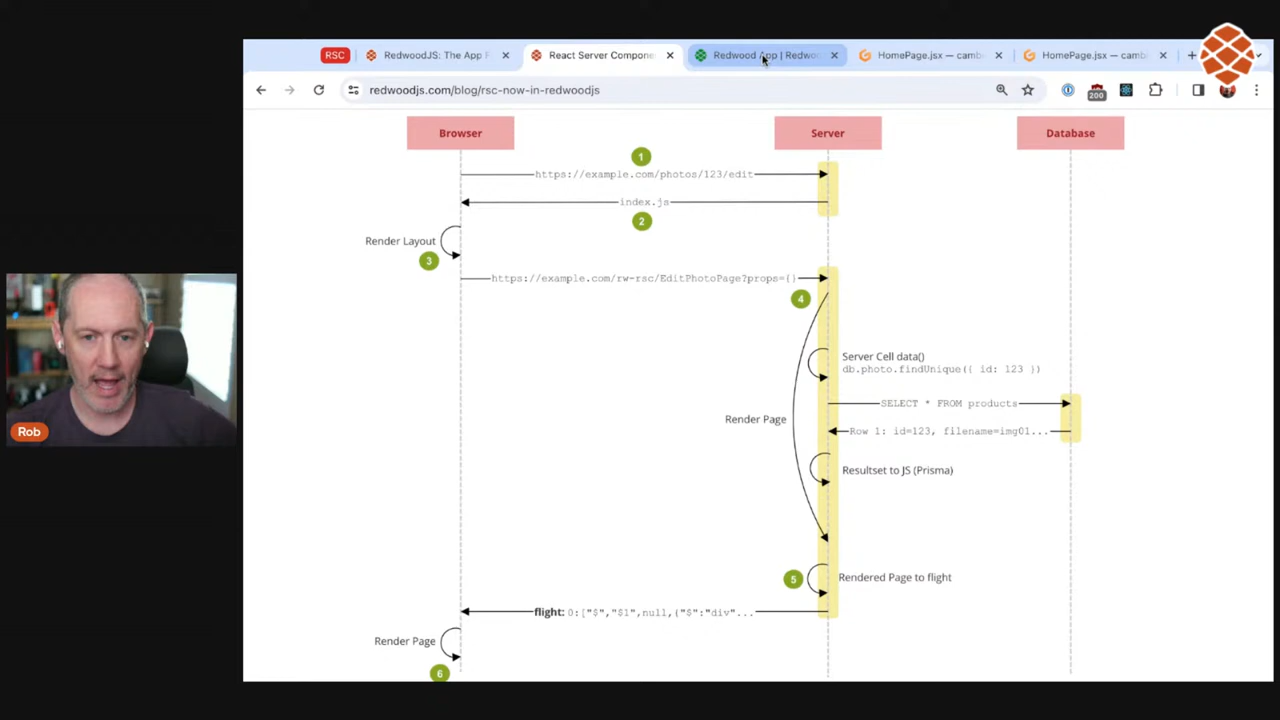 RSC
RedwoodJS: The App F
React Server Compone
Redwood App | Redwo
HomePage.jsx — camb
HomePage.jsx — camb
redwoodjs.com/blog/rsc-now-in-redwoodjs
200
Browser
Server
Database
1
https://example.com/photos/123/edit
index.js
2
Render Layout
3
https://example.com/rw-rsc/EditPhotoPage?props={}
4
Server Cell data()
db.photo.findUnique({ id: 123 })
SELECT * FROM products
Render Page
Row 1: id=123, filename=img01...
Resultset to JS (Prisma)
Rob
5
Rendered Page to flight
flight: 0:["$","$1",null,{"$":"div"...
Render Page
6